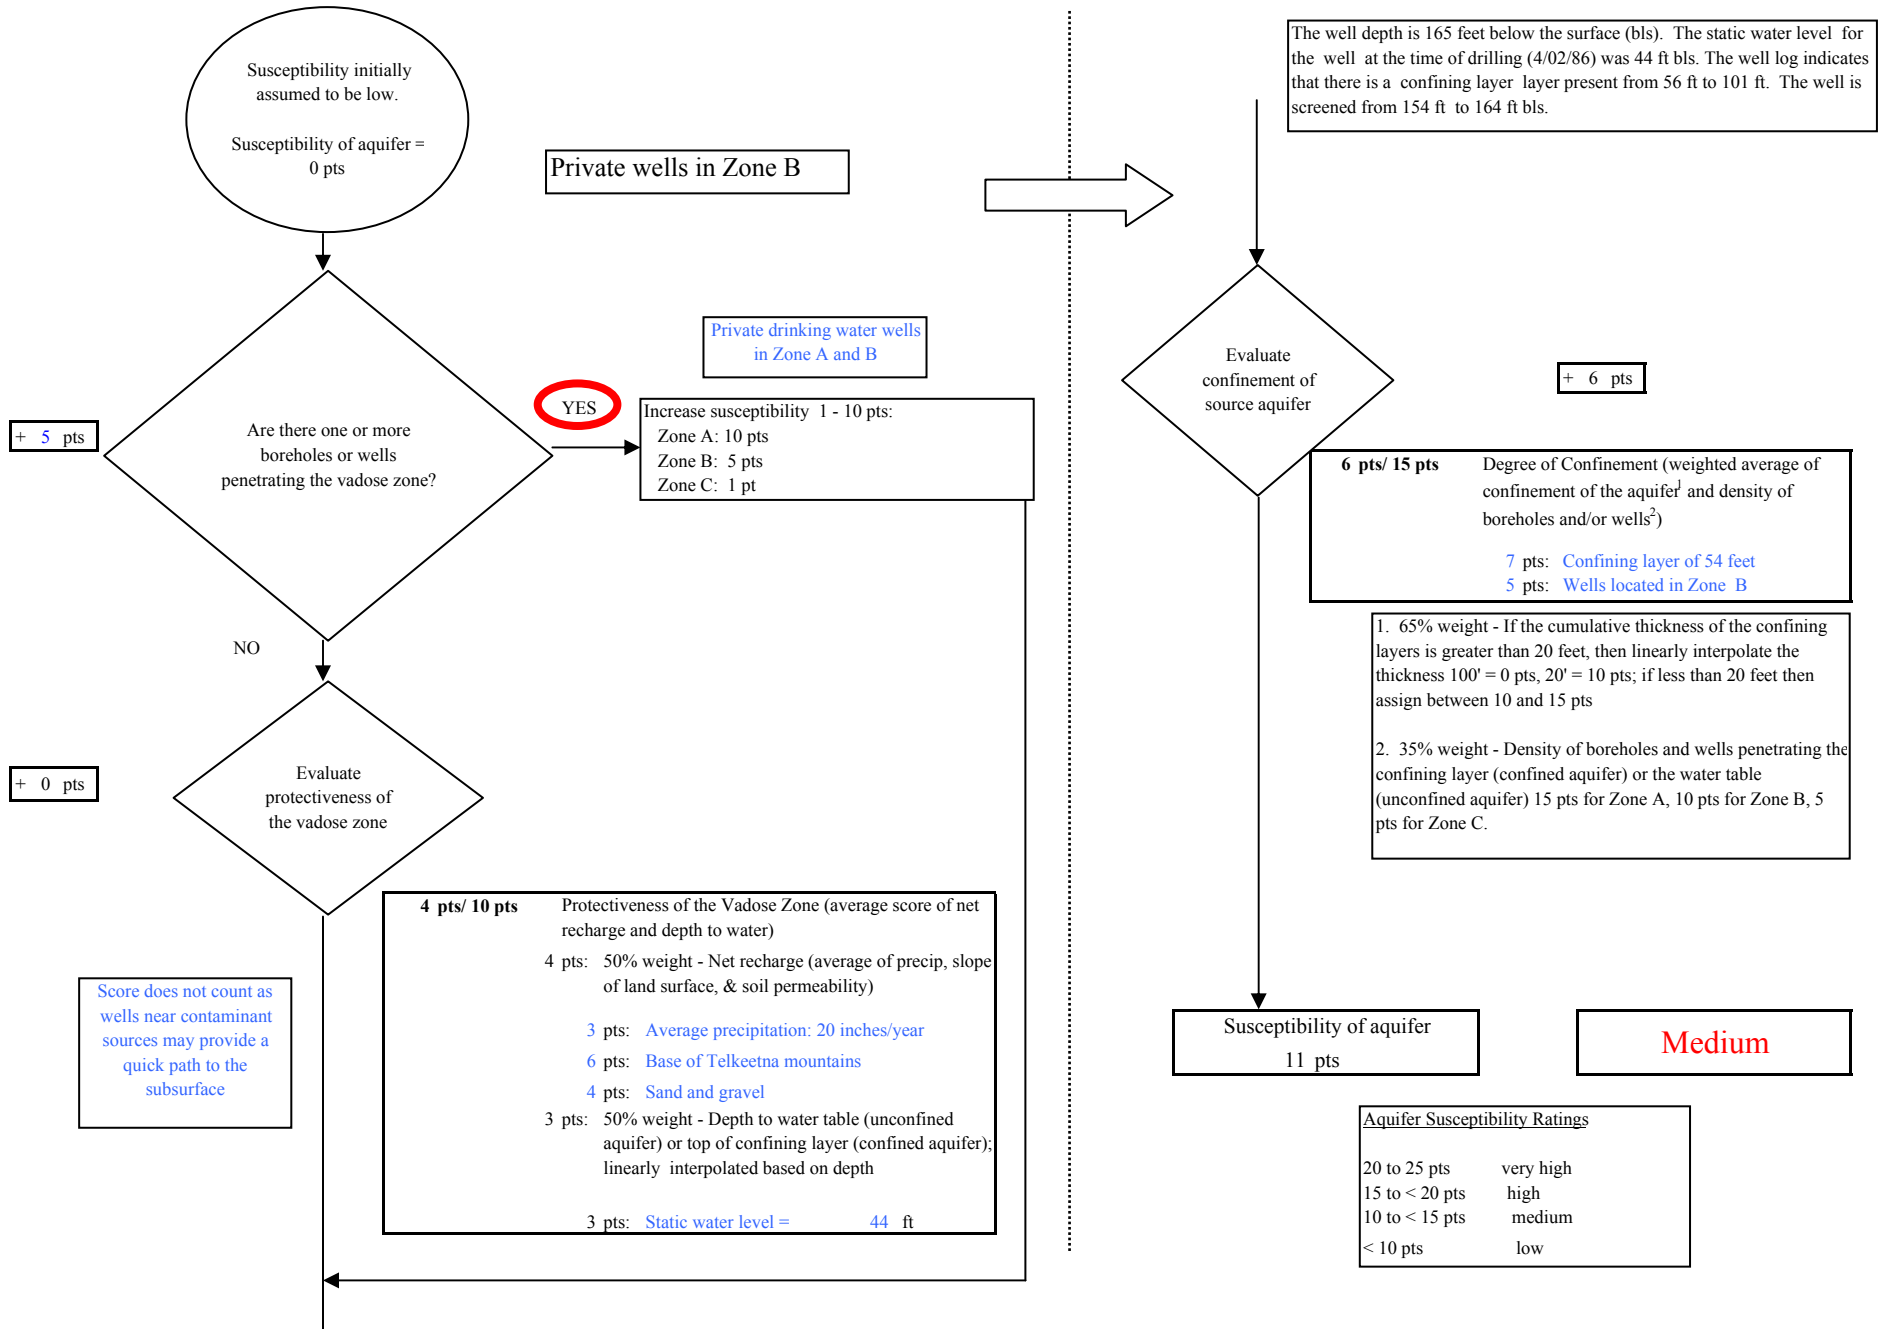 Susceptibility initially
assumed to be low.
Susceptibility of aquifer =
0 pts
Private wells in Zone B
Private drinking water wells
in Zone A and B
+ 5 pts
Are there one or more
boreholes or wells
penetrating the vadose zone?
YES
Increase susceptibility 1 - 10 pts:
Zone A: 10 pts
Zone B: 5 pts
Zone C: 1 pt
NO
+ 0 pts
Evaluate
protectiveness of
the vadose zone
Score does not count as
wells near contaminant
sources may provide a
quick path to the
subsurface
4 pts/ 10 pts Protectiveness of the Vadose Zone (average score of net
recharge and depth to water)
4 pts: 50% weight - Net recharge (average of precip, slope
of land surface, & soil permeability)
3 pts: Average precipitation: 20 inches/year
6 pts: Base of Telkeetna mountains
4 pts: Sand and gravel
3 pts: 50% weight - Depth to water table (unconfined
aquifer) or top of confining layer (confined aquifer);
linearly interpolated based on depth
3 pts: Static water level = 44 ft
The well depth is 165 feet below the surface (bls). The static water level for
the well at the time of drilling (4/02/86) was 44 ft bls. The well log indicates
that there is a confining layer layer present from 56 ft to 101 ft. The well is
screened from 154 ft to 164 ft bls.
Evaluate
confinement of
source aquifer
+ 6 pts
6 pts/ 15 pts Degree of Confinement (weighted average of
confinement of the aquifer1 and density of
boreholes and/or wells2)
7 pts: Confining layer of 54 feet
5 pts: Wells located in Zone B
1. 65% weight - If the cumulative thickness of the confining
layers is greater than 20 feet, then linearly interpolate the
thickness 100' = 0 pts, 20' = 10 pts; if less than 20 feet then
assign between 10 and 15 pts
2. 35% weight - Density of boreholes and wells penetrating the
confining layer (confined aquifer) or the water table
(unconfined aquifer) 15 pts for Zone A, 10 pts for Zone B, 5
pts for Zone C.
Susceptibility of aquifer
11 pts
Medium
Aquifer Susceptibility Ratings
20 to 25 pts very high
15 to < 20 pts high
10 to < 15 pts medium
< 10 pts low